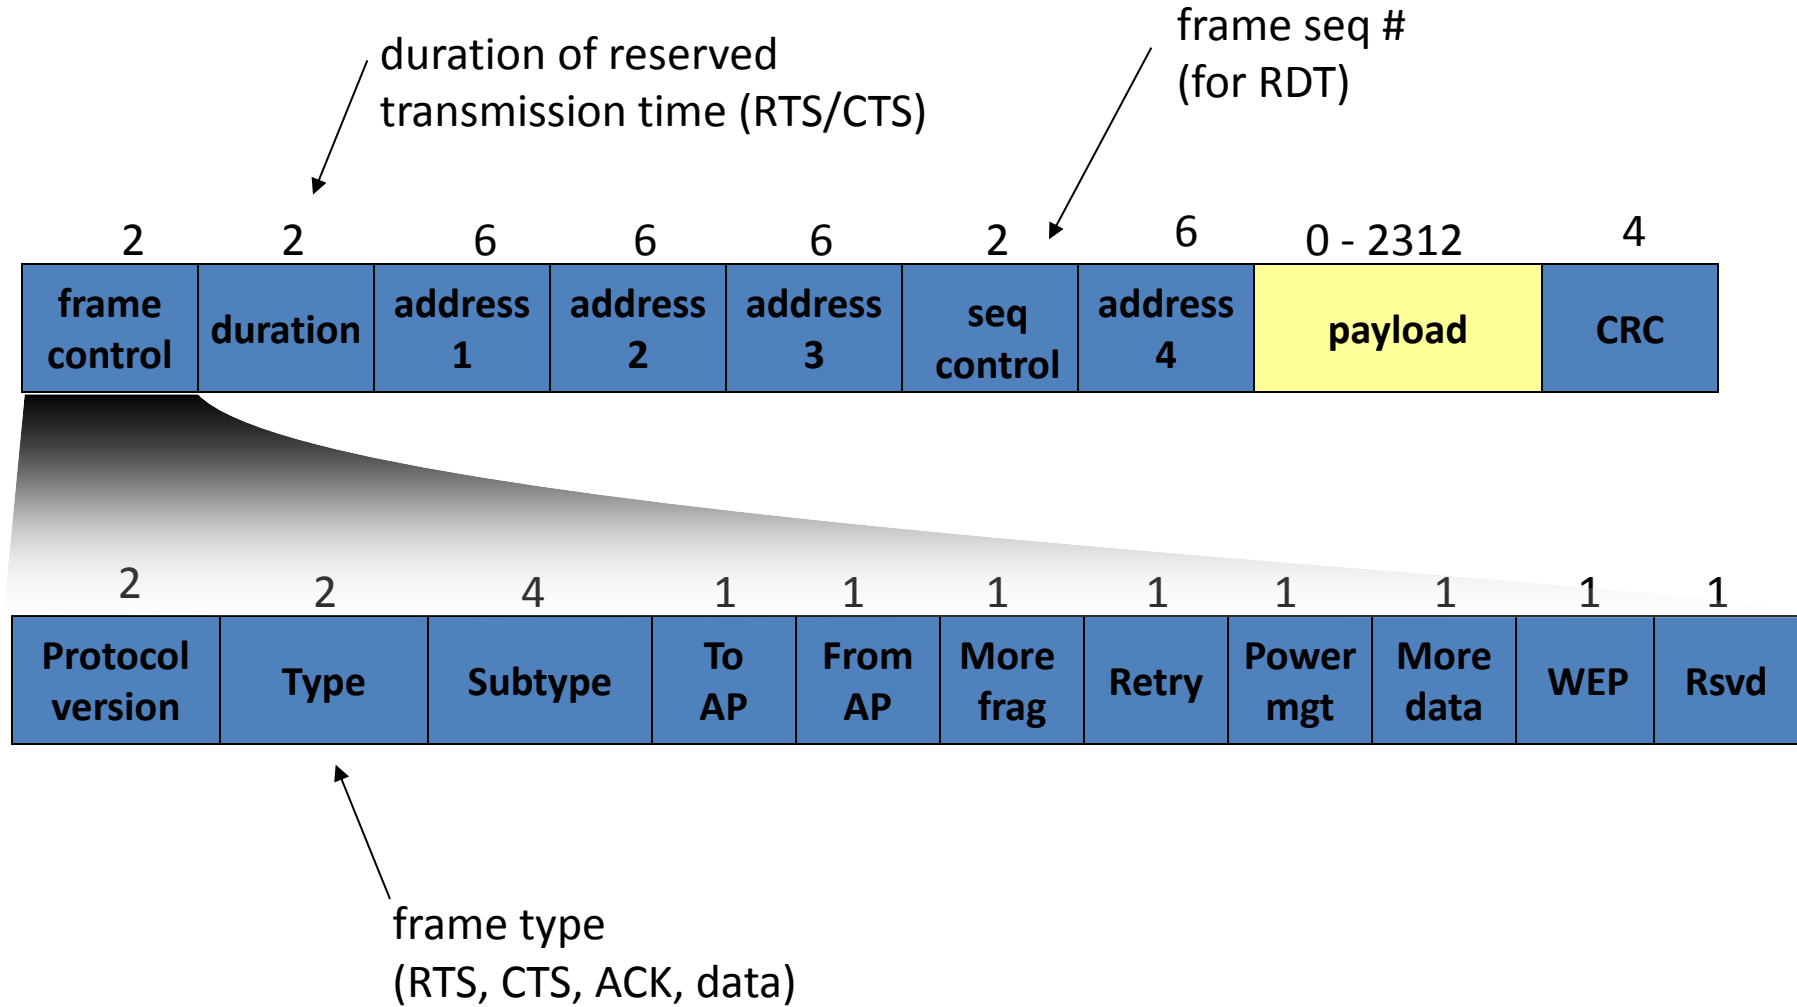 duration of reserved
transmission time (RTS/CTS)
frame seq #
(for RDT)
2 2 6 6 6 2 6 0 - 2312 4
frame
control
duration
address
1
address
2
address
3
seq
control
address
4
payload
CRC
2 2 4 1 1 1 1 1 1 1 1
Protocol
version
Type
Subtype
To
AP
From
AP
More
frag
Retry
Power
mgt
More
data
WEP
Rsvd
frame type
(RTS, CTS, ACK, data)